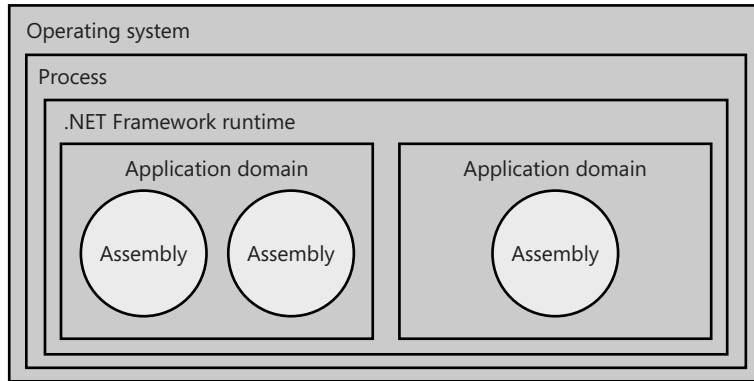 Operating system
Process
.NET Framework runtime
Application domain
Application domain
Assembly
Assembly
Assembly